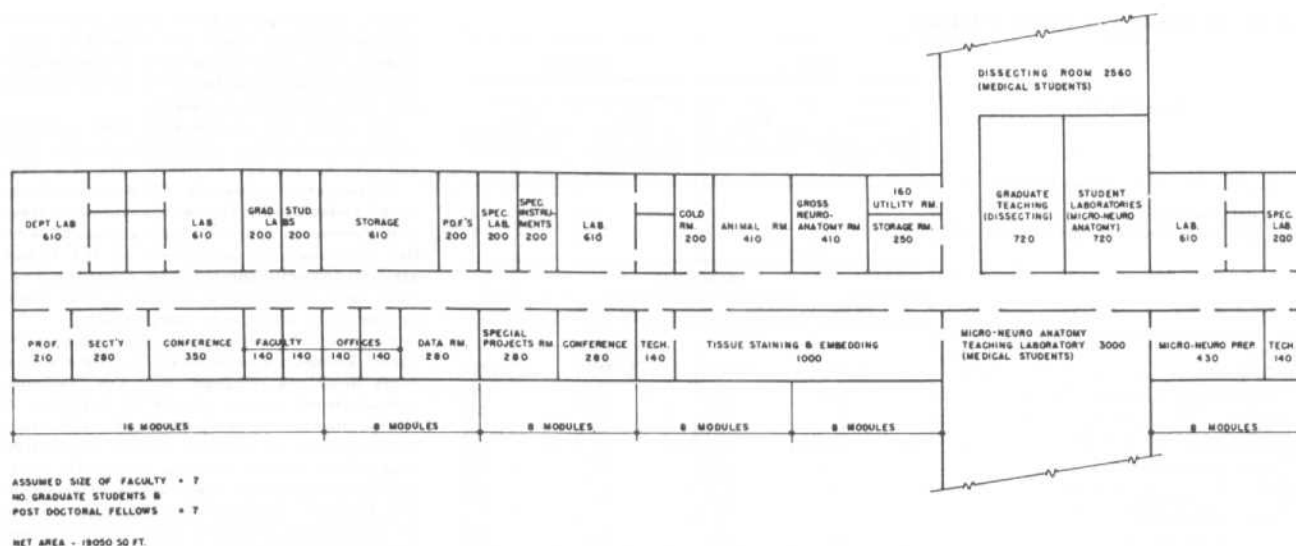 DISSECTING ROOM 2560
(MEDICAL STUDENTS)
DEPT LAB
610
LAB
610
GRAD. STUD.
LABS
200 200
STORAGE
610
P.D.F'S
200
SPEC.
LAB.
200
SPEC.
INSTRU-
MENTS
200
LAB
610
COLD
RM.
200
ANIMAL RM.
410
GROSS
NEURO-
ANATOMY RM
410
160
UTILITY RM.
STORAGE RM.
250
GRADUATE
TEACHING
(DISSECTING)
720
STUDENT
LABORATORIES
(MICRO-NEURO
ANATOMY)
720
LAB.
610
SPEC.
LAB.
200
PROF.
210
SECT'Y
280
CONFERENCE
350
FACULTY OFFICES
140 140 140 140
DATA RM.
280
SPECIAL
PROJECTS RM.
280
CONFERENCE
280
TECH.
140
TISSUE STAINING & EMBEDDING
1000
MICRO-NEURO ANATOMY
TEACHING LABORATORY 3000
(MEDICAL STUDENTS)
MICRO-NEURO PREP.
430
TECH.
140
16 MODULES
8 MODULES
8 MODULES
8 MODULES
8 MODULES
8 MODULES
ASSUMED SIZE OF FACULTY = 7
NO. GRADUATE STUDENTS &
POST DOCTORAL FELLOWS = 7
NET AREA - 19050 SQ FT.